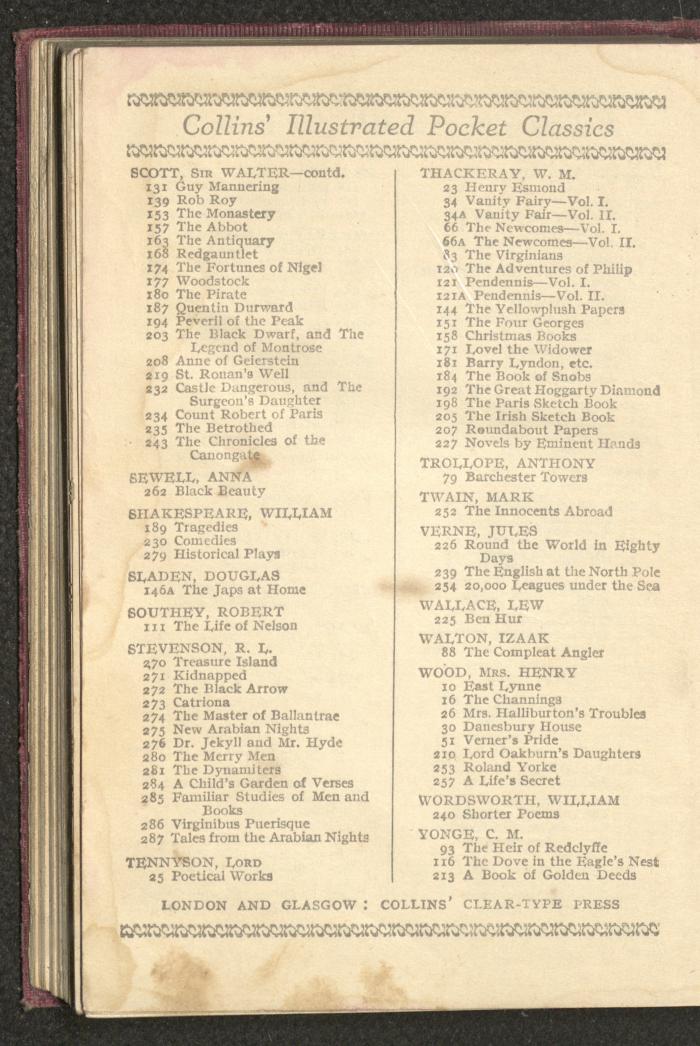 Collins' Illustrated Pocket Classics
SCOTT, SIR WALTER—contd.
131 Guy Mannering
139 Rob Roy
153 The Monastery
157 The Abbot
163 The Antiquary
168 Redgauntlet
174 The Fortunes of Nigel
177 Woodstock
180 The Pirate
187 Quentin Durward
194 Peveril of the Peak
203 The Black Dwarf, and The
Legend of Montrose
208 Anne of Geierstein
219 St. Ronan's Well
232 Castle Dangerous, and The
Surgeon's Daughter
234 Count Robert of Paris
235 The Betrothed
243 The Chronicles of the
Canongate
SEWELL, ANNA
262 Black Beauty
SHAKESPEARE, WILLIAM
189 Tragedies
230 Comedies
279 Historical Plays
SLADEN, DOUGLAS
146A The Japs at Home
SOUTHEY, ROBERT
111 The Life of Nelson
STEVENSON, R. L.
270 Treasure Island
271 Kidnapped
272 The Black Arrow
273 Catriona
274 The Master of Ballantrae
275 New Arabian Nights
276 Dr. Jekyll and Mr. Hyde
280 The Merry Men
281 The Dynamiters
284 A Child's Garden of Verses
285 Familiar Studies of Men and
Books
286 Virginibus Puerisque
287 Tales from the Arabian Nights
TENNYSON, LORD
25 Poetical Works
THACKERAY, W. M.
23 Henry Esmond
34 Vanity Fairy—Vol. I.
34A Vanity Fair—Vol. II.
66 The Newcomes—Vol. I.
66A The Newcomes—Vol. II.
83 The Virginians
120 The Adventures of Philip
121 Pendennis—Vol. I.
121A Pendennis—Vol. II.
144 The Yellowplush Papers
151 The Four Georges
158 Christmas Books
171 Lovel the Widower
181 Barry Lyndon, etc.
184 The Book of Snobs
192 The Great Hoggarty Diamond
198 The Paris Sketch Book
205 The Irish Sketch Book
207 Roundabout Papers
227 Novels by Eminent Hands
TROLLOPE, ANTHONY
79 Barchester Towers
TWAIN, MARK
252 The Innocents Abroad
VERNE, JULES
226 Round the World in Eighty
Days
239 The English at the North Pole
254 20,000 Leagues under the Sea
WALLACE, LEW
225 Ben Hur
WALTON, IZAAK
88 The Compleat Angler
WOOD, MRS. HENRY
10 East Lynne
16 The Channings
26 Mrs. Halliburton's Troubles
30 Danesbury House
51 Verner's Pride
210 Lord Oakburn's Daughters
253 Roland Yorke
257 A Life's Secret
WORDSWORTH, WILLIAM
240 Shorter Poems
YONGE, C. M.
93 The Heir of Redclyffe
116 The Dove in the Eagle's Nest
213 A Book of Golden Deeds
LONDON AND GLASGOW : COLLINS' CLEAR-TYPE PRESS